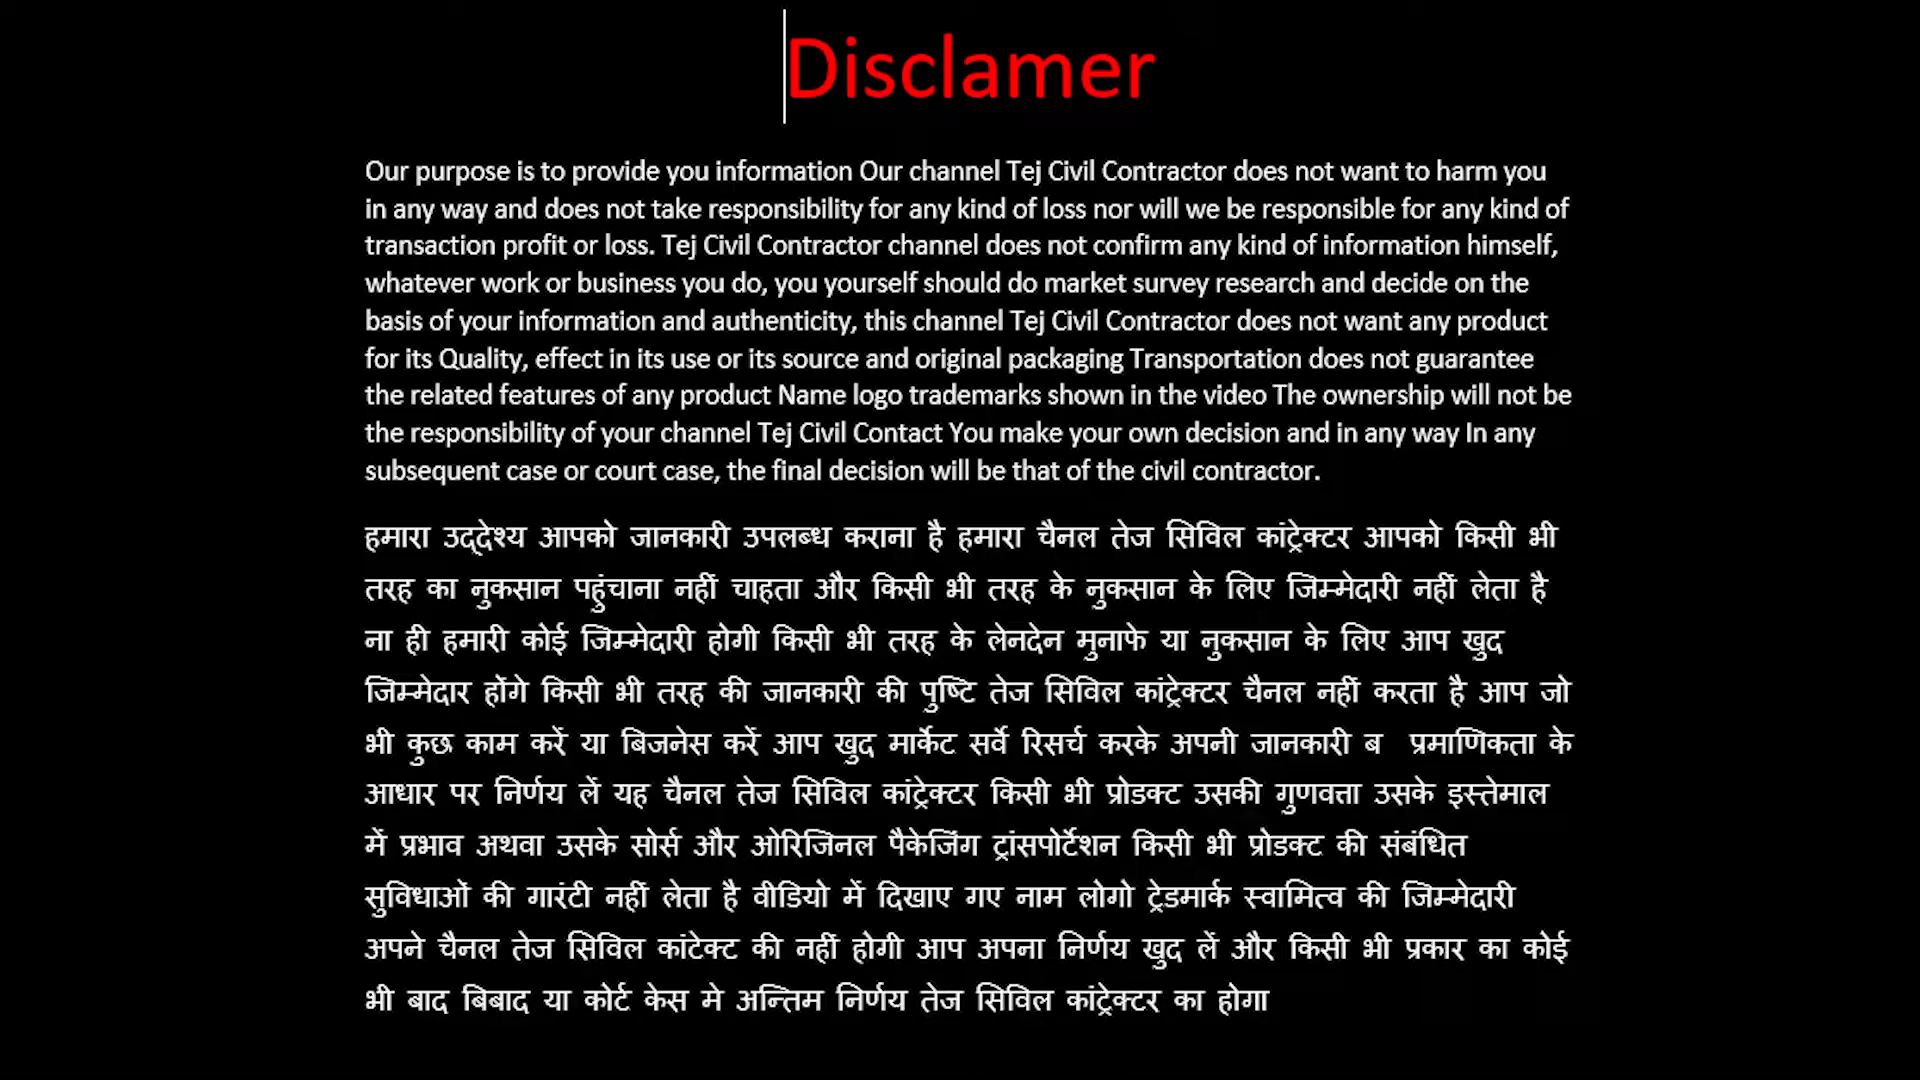 Disclamer
Our purpose is to provide you information Our channel Tej Civil Contractor does not want to harm you
in any way and does not take responsibility for any kind of loss nor will we be responsible for any kind of
transaction profit or loss. Tej Civil Contractor channel does not confirm any kind of information himself,
whatever work or business you do, you yourself should do market survey research and decide on the
basis of your information and authenticity, this channel Tej Civil Contractor does not want any product
for its Quality, effect in its use or its source and original packaging Transportation does not guarantee
the related features of any product Name logo trademarks shown in the video The ownership will not be
the responsibility of your channel Tej Civil Contact You make your own decision and in any way In any
subsequent case or court case, the final decision will be that of the civil contractor.
हमारा उद्देश्य आपको जानकारी उपलब्ध कराना है हमारा चैनल तेज सिविल कांट्रेक्टर आपको किसी भी
तरह का नुकसान पहुंचाना नहीं चाहता और किसी भी तरह के नुकसान के लिए जिम्मेदारी नहीं लेता है
ना ही हमारी कोई जिम्मेदारी होगी किसी भी तरह के लेनदेन मुनाफे या नुकसान के लिए आप खुद
जिम्मेदार होंगे किसी भी तरह की जानकारी की पुष्टि तेज सिविल कांट्रेक्टर चैनल नहीं करता है आप जो
भी कुछ काम करें या बिजनेस करें आप खुद मार्केट सर्वे रिसर्च करके अपनी जानकारी ब प्रमाणिकता के
आधार पर निर्णय लें यह चैनल तेज सिविल कांट्रेक्टर किसी भी प्रोडक्ट उसकी गुणवत्ता उसके इस्तेमाल
में प्रभाव अथवा उसके सोर्स और ओरिजिनल पैकेजिंग ट्रांसपोर्टेशन किसी भी प्रोडक्ट की संबंधित
सुविधाओं की गारंटी नहीं लेता है वीडियो में दिखाए गए नाम लोगो ट्रेडमार्क स्वामित्व की जिम्मेदारी
अपने चैनल तेज सिविल कांटेक्ट की नहीं होगी आप अपना निर्णय खुद लें और किसी भी प्रकार का कोई
भी बाद बिबाद या कोर्ट केस मे अन्तिम निर्णय तेज सिविल कांट्रेक्टर का होगा